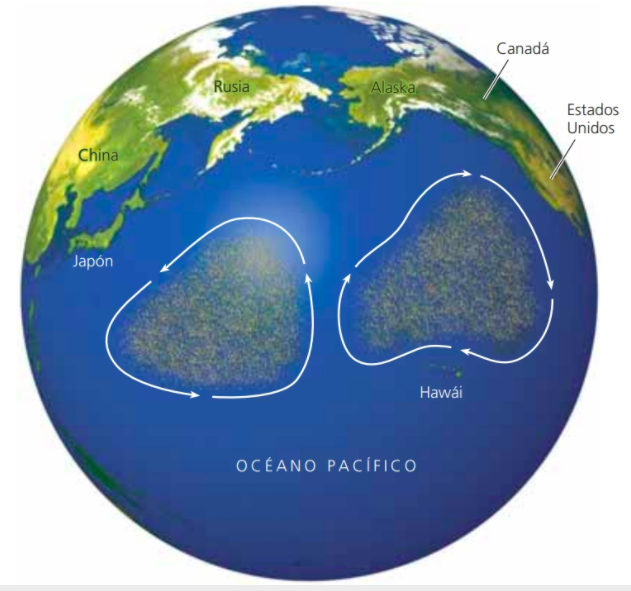 Canadá
Rusia
Alaska
Estados
Unidos
China
Japón
Hawái
OCÉANO PACÍFICO